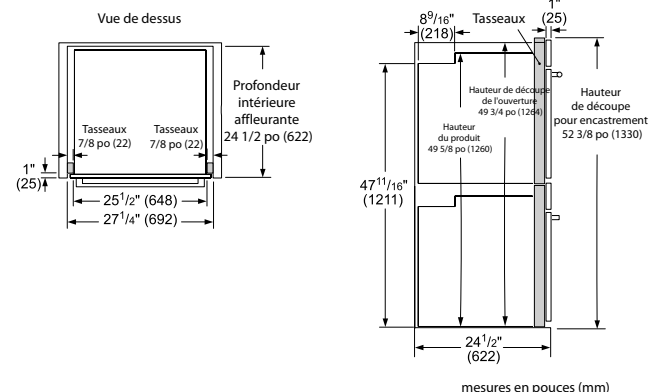 Vue de dessus
Profondeur
intérieure
affleurante
24 1/2 po (622)
Tasseaux
7/8 po (22)
Tasseaux
7/8 po (22)
1"
(25)
25 1/2" (648)
27 1/4" (692)
8 9/16"
(218)
Tasseaux
1"
(25)
Hauteur de découpe
de l'ouverture
49 3/4 po (1264)
Hauteur
du produit
49 5/8 po (1260)
Hauteur
de découpe
pour encastrement
52 3/8 po (1330)
47 11/16"
(1211)
24 1/2"
(622)
mesures en pouces (mm)